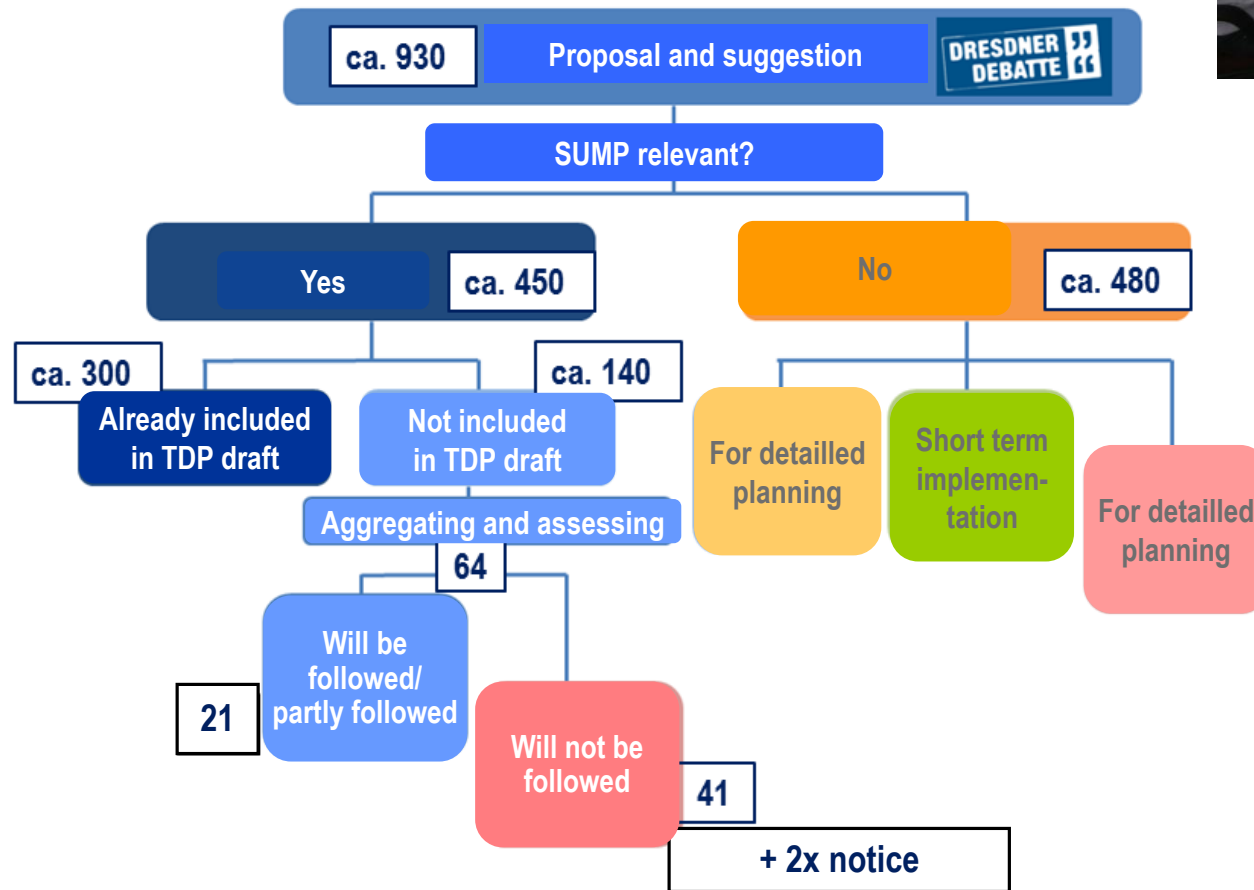 ca. 930
Proposal and suggestion
DRESDNER
DEBATTE
SUMP relevant?
Yes
ca. 450
No
ca. 480
ca. 300
Already included
in TDP draft
ca. 140
Not included
in TDP draft
For detailled
planning
Short term
implemen-
tation
For detailled
planning
Aggregating and assessing
64
Will be
followed/
partly followed
21
Will not be
followed
41
+ 2x notice